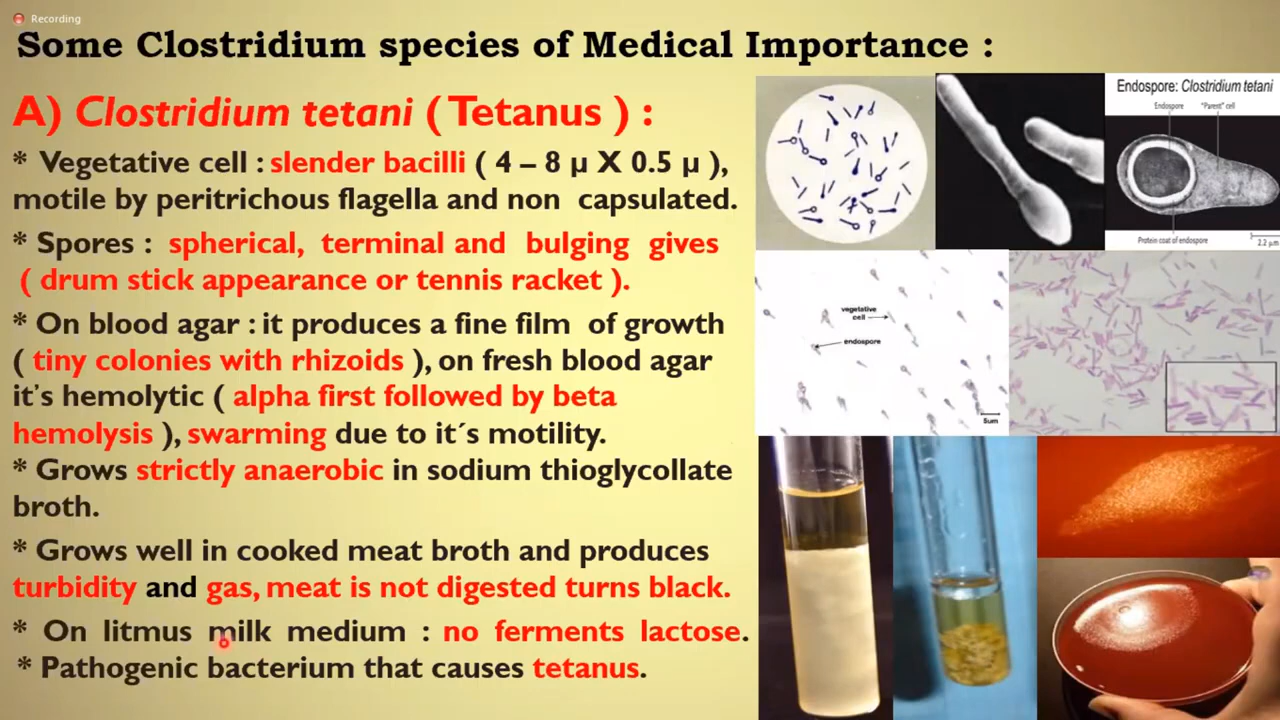 Recording
Some Clostridium species of Medical Importance :
A) Clostridium tetani ( Tetanus ) :
* Vegetative cell : slender bacilli ( 4 – 8 µ X 0.5 µ ),
motile by peritrichous flagella and non capsulated.
* Spores : spherical, terminal and bulging gives
( drum stick appearance or tennis racket ).
* On blood agar : it produces a fine film of growth
( tiny colonies with rhizoids ), on fresh blood agar
it's hemolytic ( alpha first followed by beta
hemolysis ), swarming due to it´s motility.
* Grows strictly anaerobic in sodium thioglycollate
broth.
* Grows well in cooked meat broth and produces
turbidity and gas, meat is not digested turns black.
* On litmus milk medium : no ferments lactose.
* Pathogenic bacterium that causes tetanus.
Endospore: Clostridium tetani
Endospore "Parent" cell
Protein coat of endospore
2.2 µm
vegetative
cell
endospore
5um